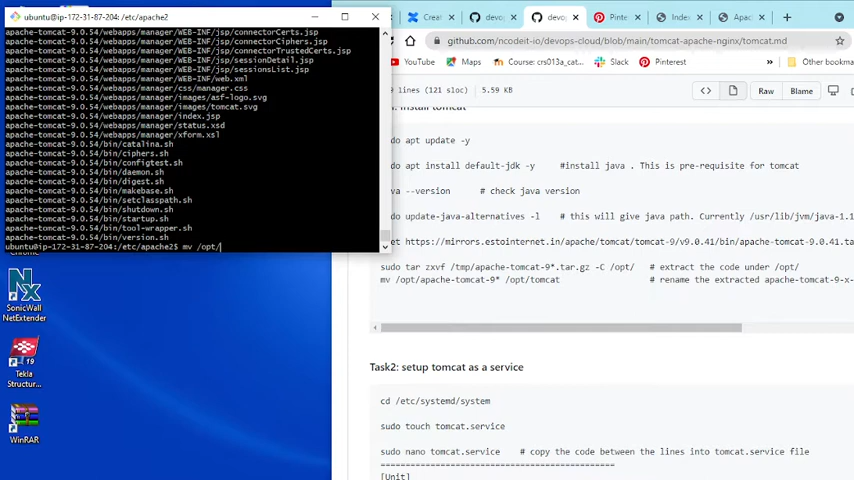 ubuntu@ip-172-31-87-204: /etc/apache2
apache-tomcat-9.0.54/webapps/manager/WEB-INF/jsp/connectorCerts.jsp
apache-tomcat-9.0.54/webapps/manager/WEB-INF/jsp/connectorCiphers.jsp
apache-tomcat-9.0.54/webapps/manager/WEB-INF/jsp/connectorTrustedCerts.jsp
apache-tomcat-9.0.54/webapps/manager/WEB-INF/jsp/sessionDetail.jsp
apache-tomcat-9.0.54/webapps/manager/WEB-INF/jsp/sessionsList.jsp
apache-tomcat-9.0.54/webapps/manager/WEB-INF/web.xml
apache-tomcat-9.0.54/webapps/manager/css/manager.css
apache-tomcat-9.0.54/webapps/manager/images/asf-logo.svg
apache-tomcat-9.0.54/webapps/manager/images/tomcat.svg
apache-tomcat-9.0.54/webapps/manager/index.jsp
apache-tomcat-9.0.54/webapps/manager/status.xsd
apache-tomcat-9.0.54/webapps/manager/xform.xsl
apache-tomcat-9.0.54/bin/catalina.sh
apache-tomcat-9.0.54/bin/ciphers.sh
apache-tomcat-9.0.54/bin/configtest.sh
apache-tomcat-9.0.54/bin/daemon.sh
apache-tomcat-9.0.54/bin/digest.sh
apache-tomcat-9.0.54/bin/makebase.sh
apache-tomcat-9.0.54/bin/setclasspath.sh
apache-tomcat-9.0.54/bin/shutdown.sh
apache-tomcat-9.0.54/bin/startup.sh
apache-tomcat-9.0.54/bin/tool-wrapper.sh
apache-tomcat-9.0.54/bin/version.sh
ubuntu@ip-172-31-87-204:/etc/apache2$ mv /opt/
SonicWall
NetExtender
19
Tekla
Structure...
WinRAR
Creat
devo
devo
Pinte
Index
Apac
github.com/ncodeit-io/devops-cloud/blob/main/tomcat-apache-nginx/tomcat.md
YouTube Maps Course: crs013a_cf... Slack Pinterest Other bookma
lines (121 sloc) 5.59 KB
Raw Blame
install tomcat
do apt update -y
do apt install default-jdk -y #install java . This is pre-requisite for tomcat
va --version # check java version
do update-java-alternatives -l # this will give java path. Currently /usr/lib/jvm/java-1.1
et https://mirrors.estointernet.in/apache/tomcat/tomcat-9/v9.0.41/bin/apache-tomcat-9.0.41.ta
sudo tar zxvf /tmp/apache-tomcat-9*.tar.gz -C /opt/ # extract the code under /opt/
mv /opt/apache-tomcat-9* /opt/tomcat # rename the extracted apache-tomcat-9-x-
Task2: setup tomcat as a service
cd /etc/systemd/system
sudo touch tomcat.service
sudo nano tomcat.service # copy the code between the lines into tomcat.service file
==================================================
[Unit]